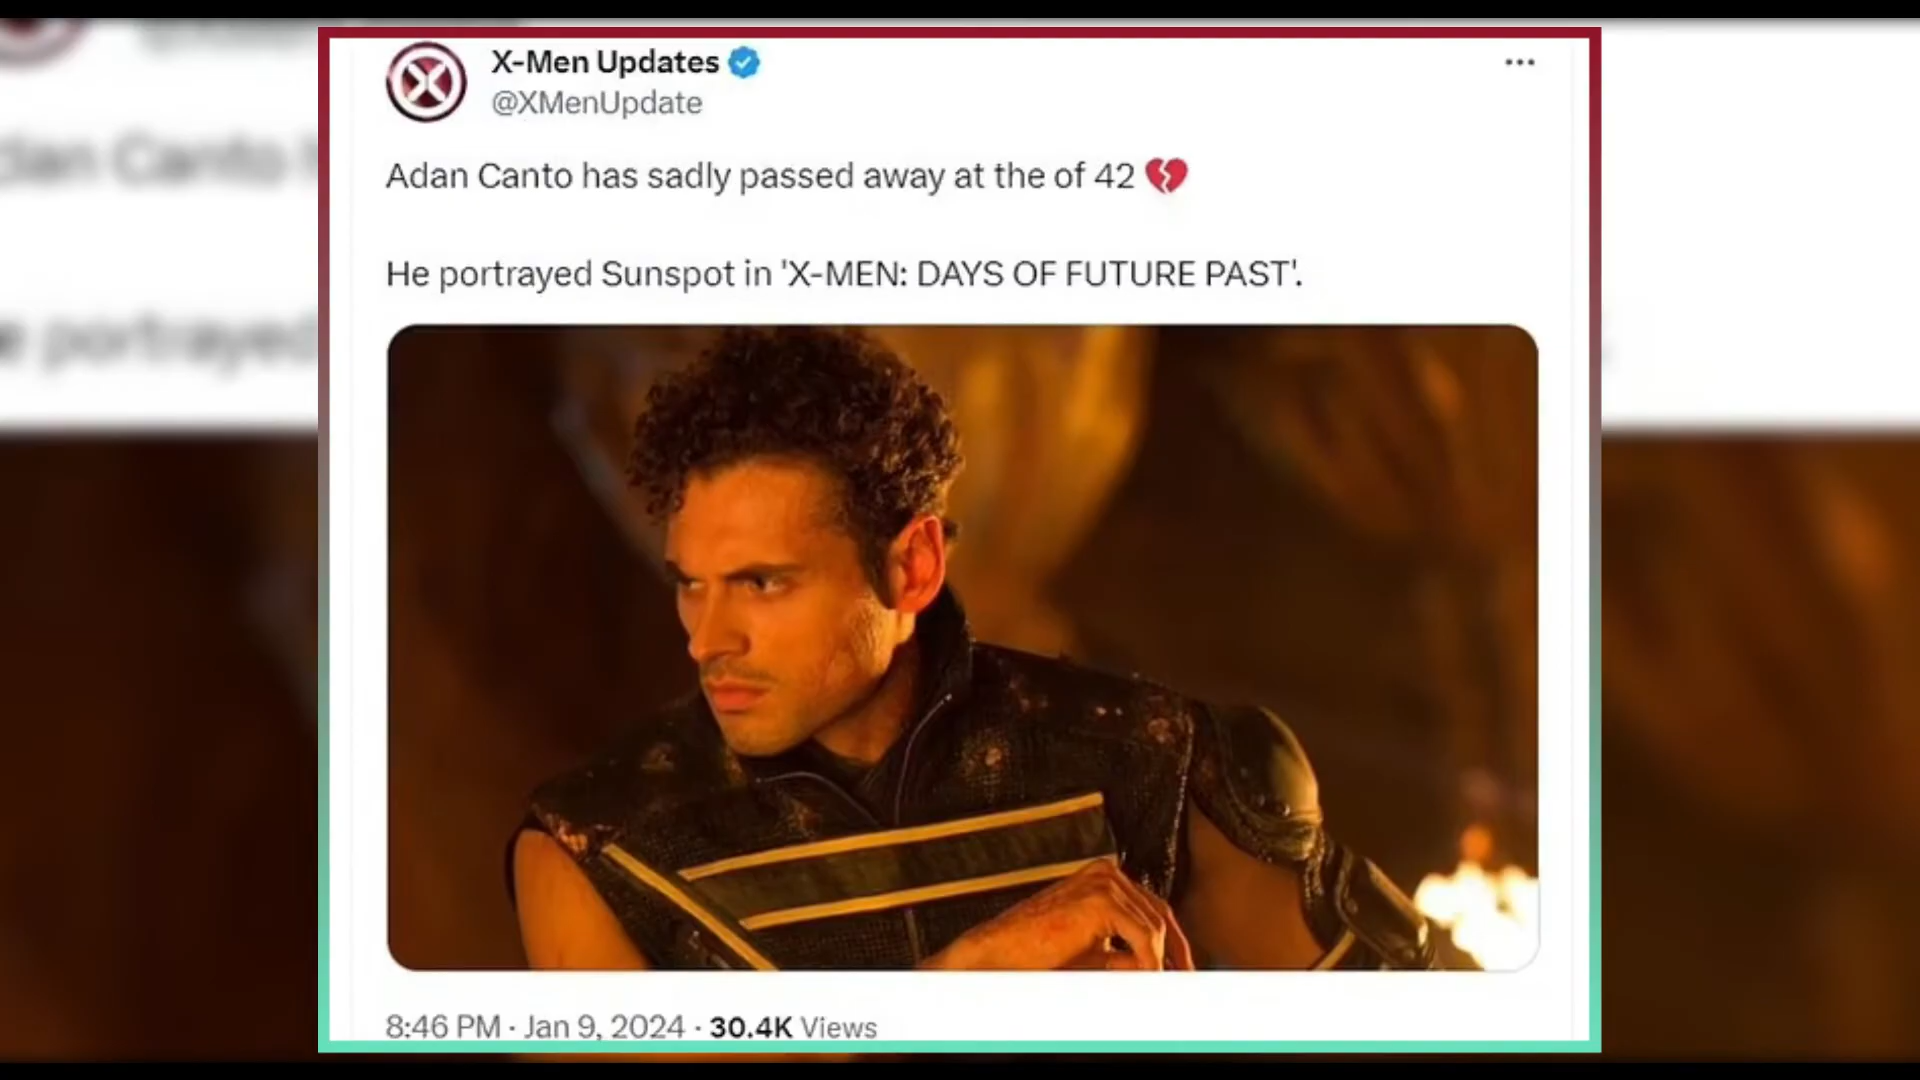 X-Men Updates
@XMenUpdate
Adan Canto has sadly passed away at the of 42 💔
He portrayed Sunspot in 'X-MEN: DAYS OF FUTURE PAST'.
8:46 PM · Jan 9, 2024 · 30.4K Views